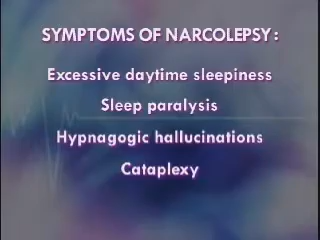 SYMPTOMS OF NARCOLEPSY:
Excessive daytime sleepiness
Sleep paralysis
Hypnagogic hallucinations
Cataplexy